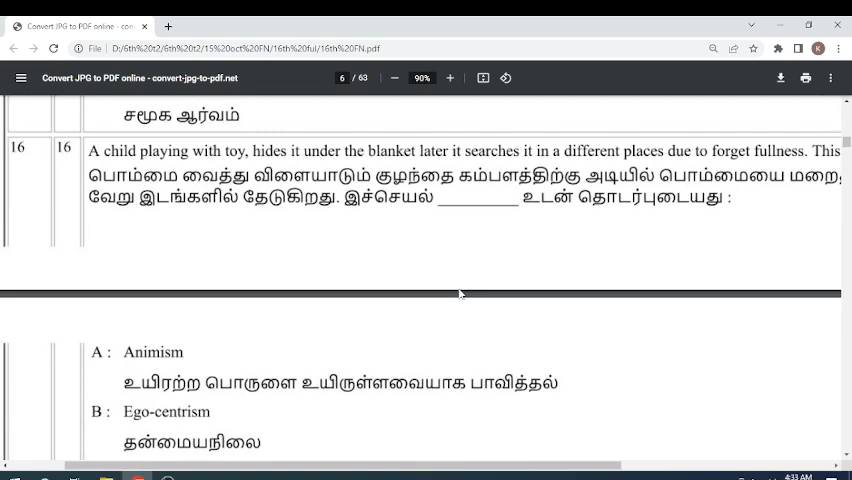 Convert JPG to PDF online - con
File D:/6th%20t2/6th%20t2/15%20oct%20FN/16th%20ful/16th%20FN.pdf
K
Convert JPG to PDF online - convert-jpg-to-pdf.net 6 / 63 90%
சமூக ஆர்வம்
16 16 A child playing with toy, hides it under the blanket later it searches it in a different places due to forget fullness. This
பொம்மை வைத்து விளையாடும் குழந்தை கம்பளத்திற்கு அடியில் பொம்மையை மறை
வேறு இடங்களில் தேடுகிறது. இச்செயல் ________ உடன் தொடர்புடையது :
A : Animism
உயிரற்ற பொருளை உயிருள்ளவையாக பாவித்தல்
B : Ego-centrism
தன்மையநிலை
4:33 AM